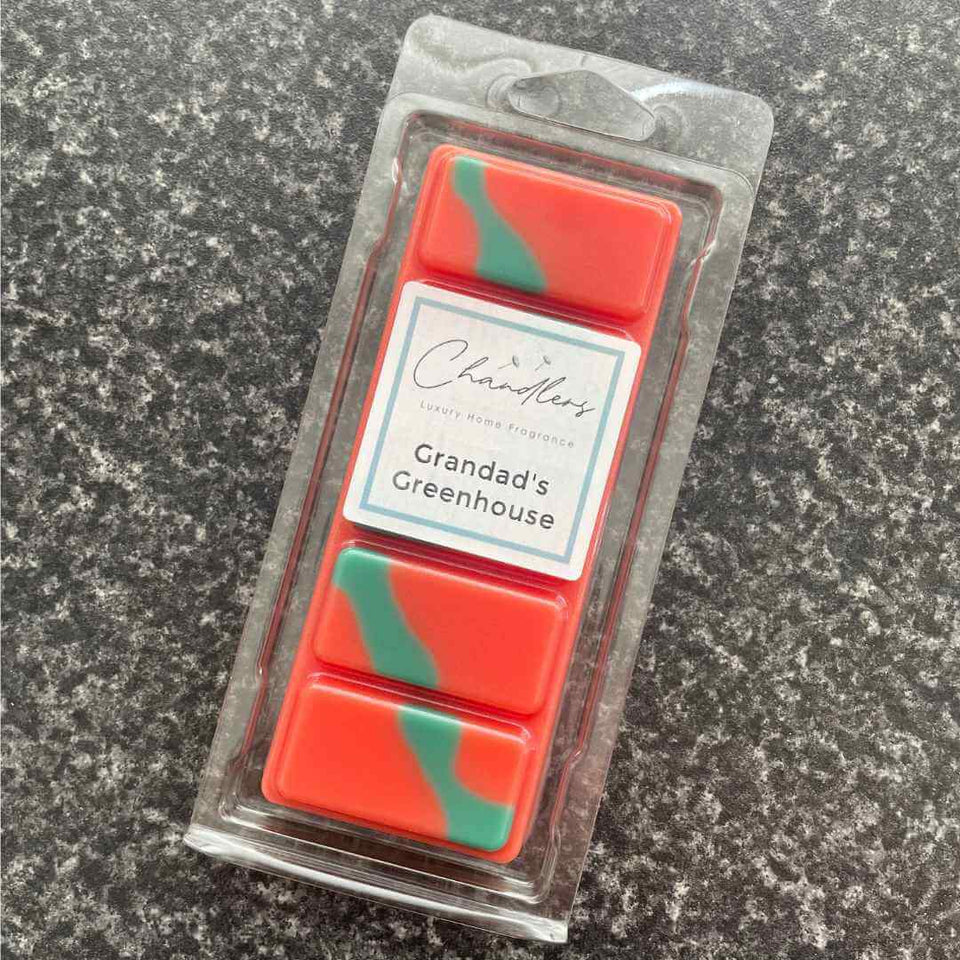 Chandlers
Luxury Home Fragrance
Grandad's
Greenhouse